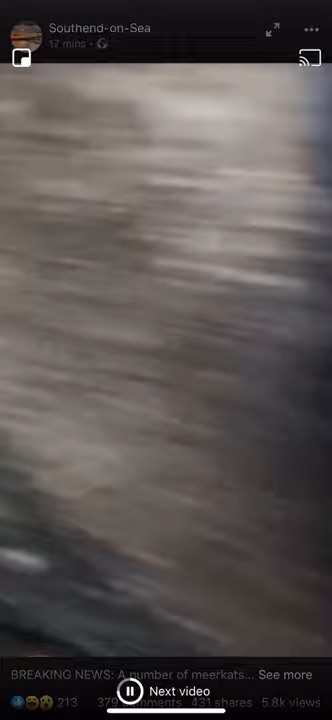 Southend-on-Sea
17 mins ·
BREAKING NEWS: A number of meerkats... See more
Next video
213 379 comments 431 shares 5.8k views